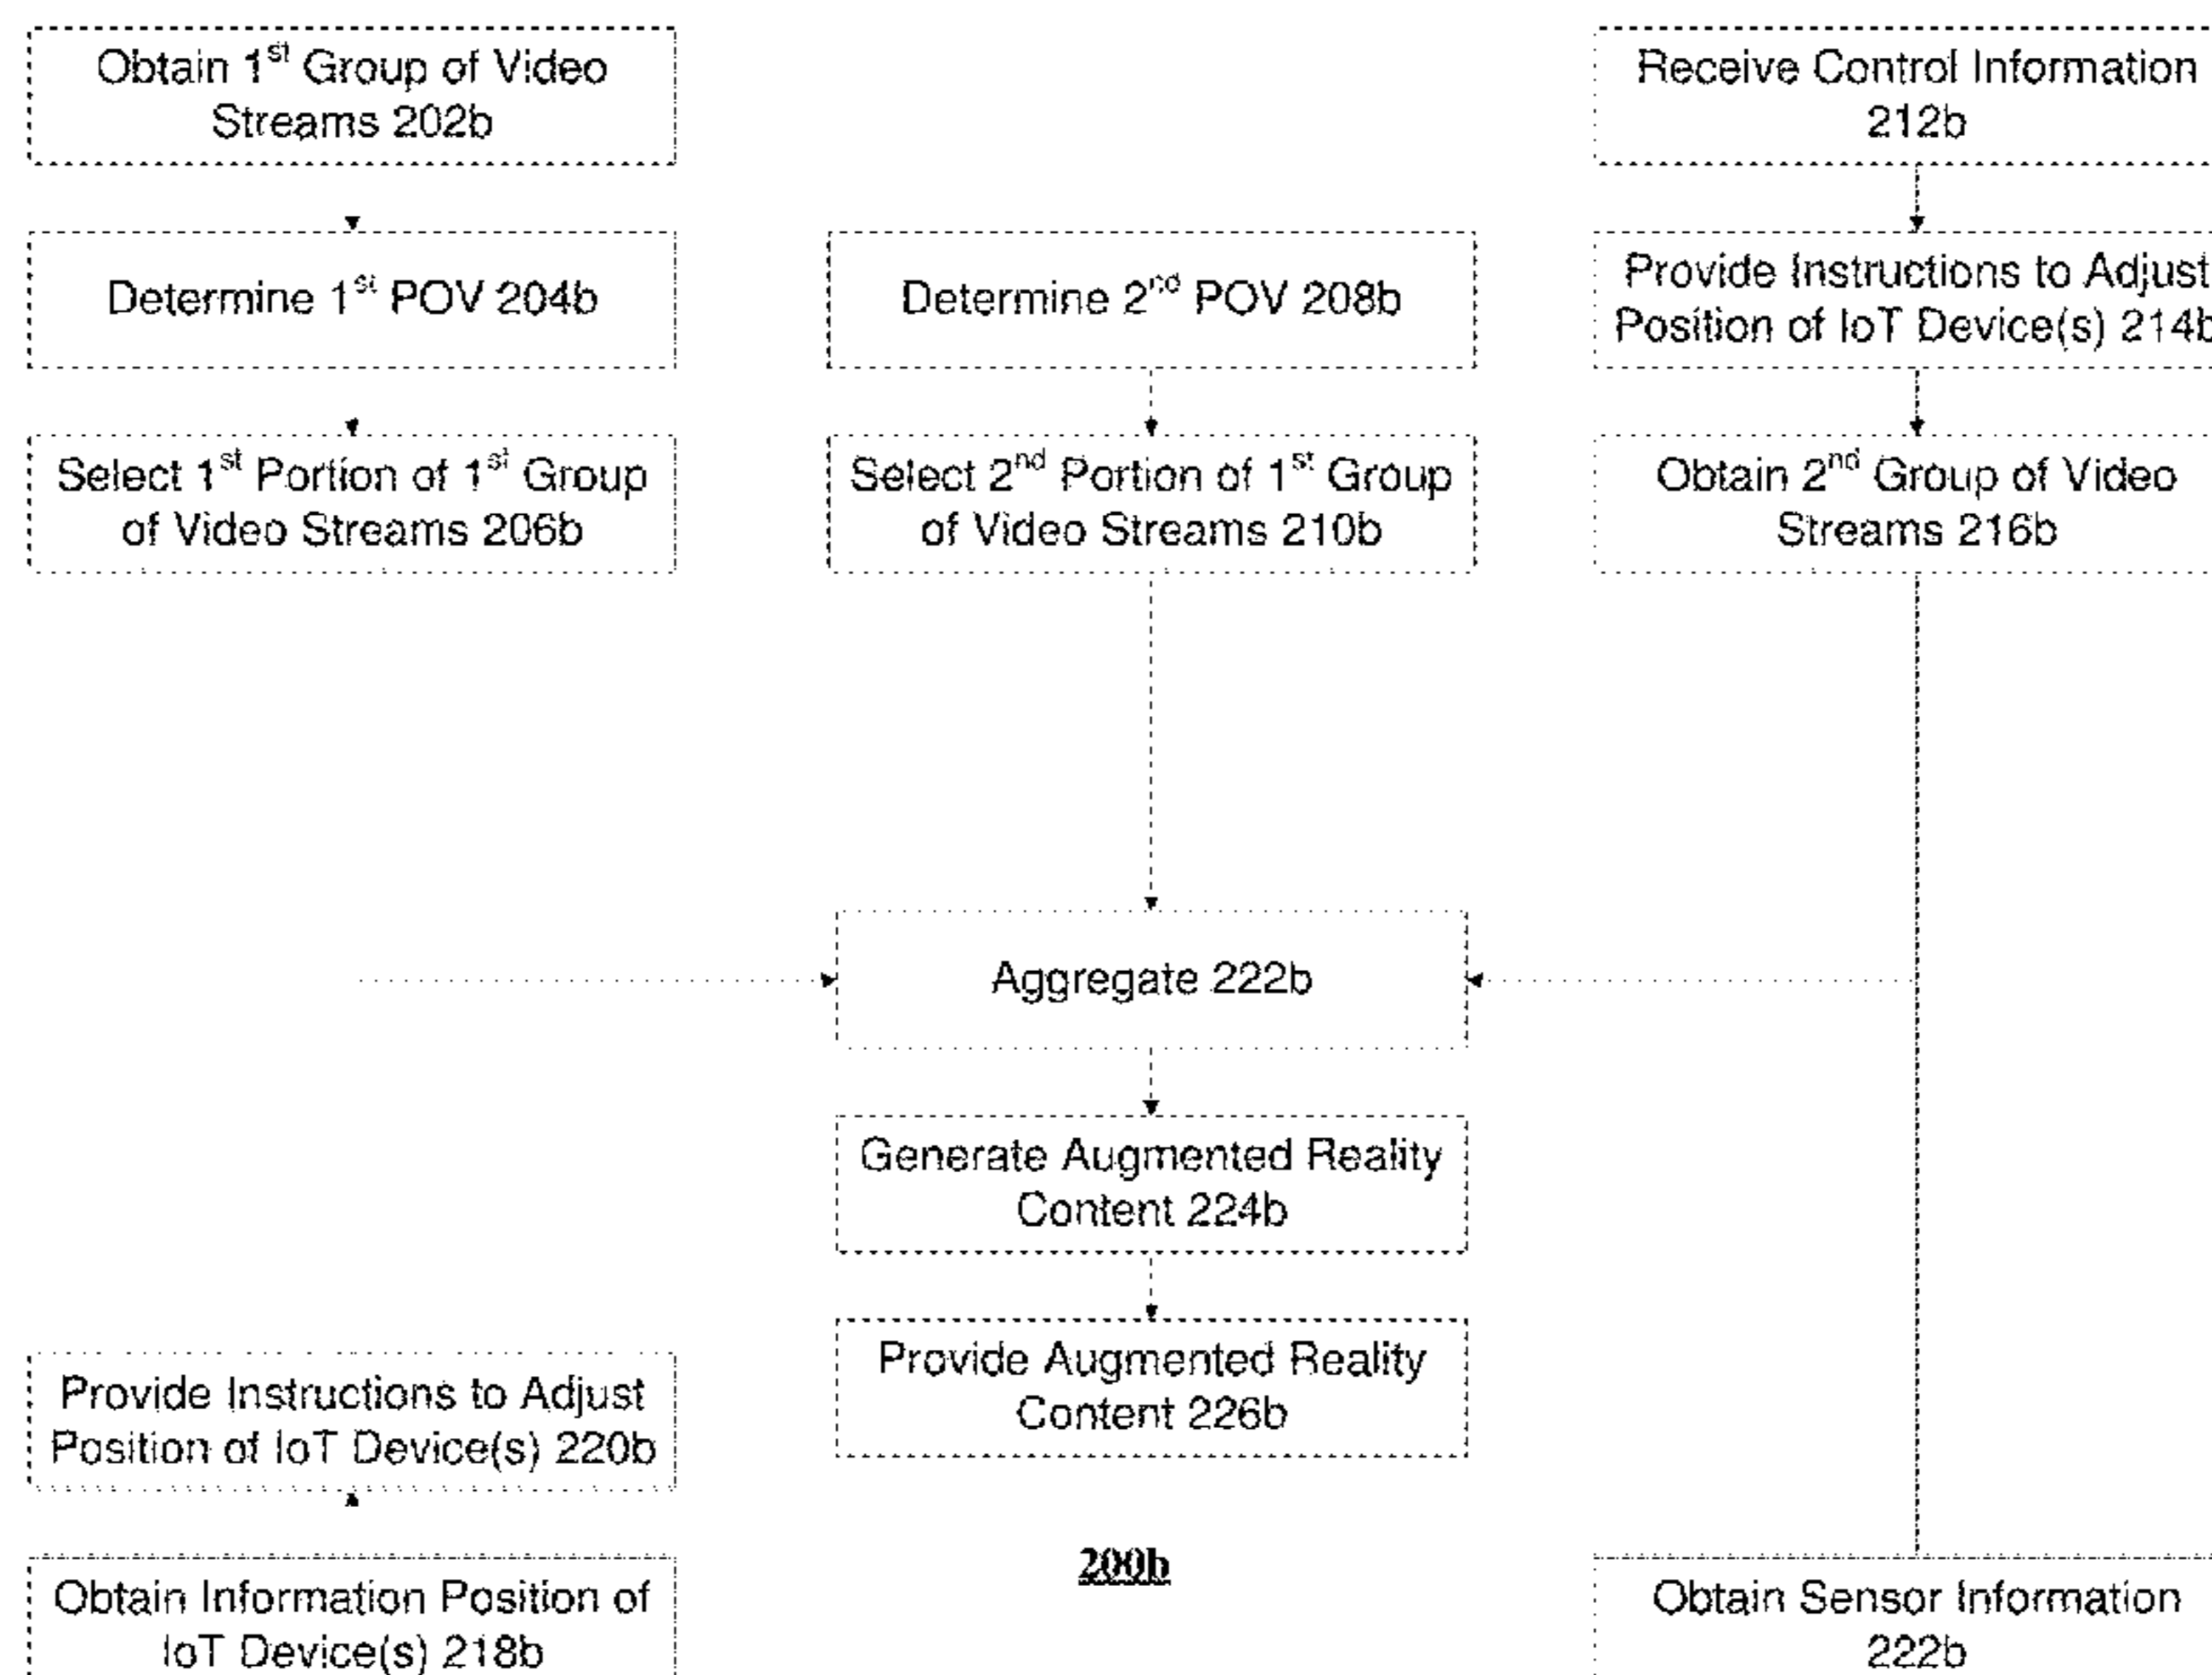 Obtain 1st Group of Video
Streams 202b
Determine 1st POV 204b
Select 1st Portion of 1st Group
of Video Streams 206b
Determine 2nd POV 208b
Select 2nd Portion of 1st Group
of Video Streams 210b
Receive Control Information
212b
Provide Instructions to Adjust
Position of IoT Device(s) 214b
Obtain 2nd Group of Video
Streams 216b
Aggregate 222b
Generate Augmented Reality
Content 224b
Provide Augmented Reality
Content 226b
Provide Instructions to Adjust
Position of IoT Device(s) 220b
Obtain Information Position of
IoT Device(s) 218b
200b
Obtain Sensor Information
222b